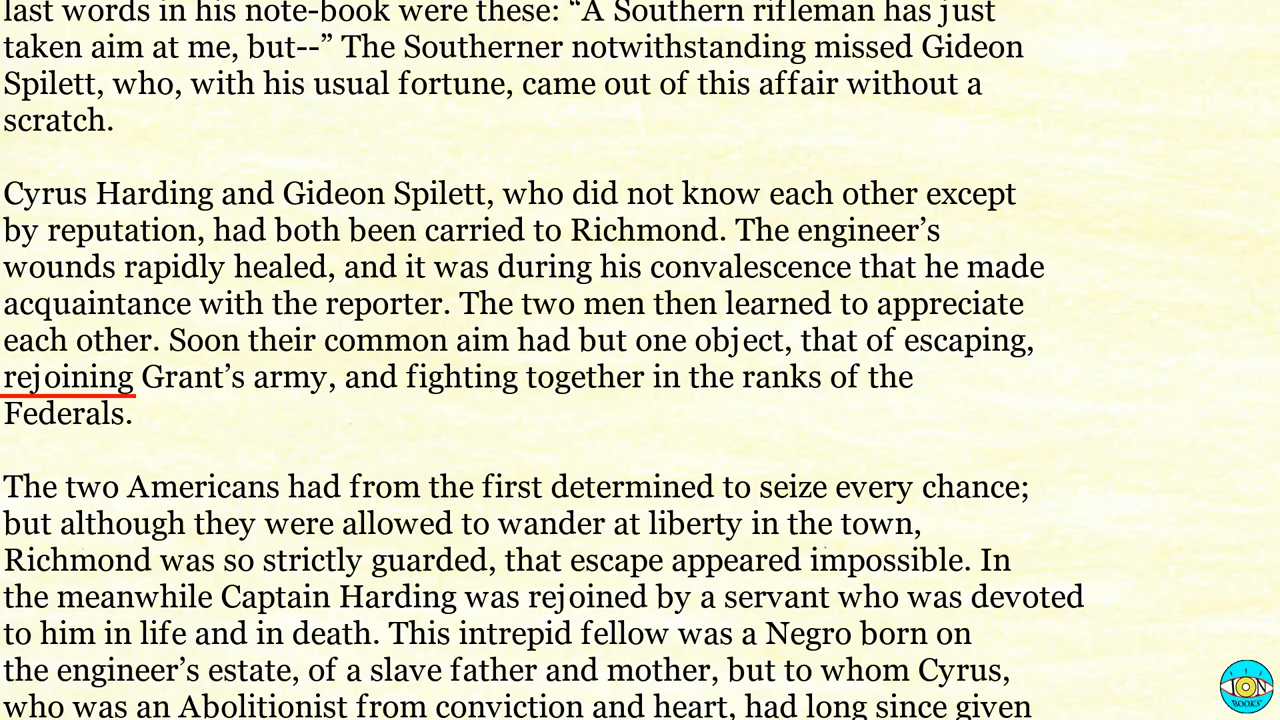 last words in his note-book were these: “A Southern rifleman has just
taken aim at me, but--” The Southerner notwithstanding missed Gideon
Spilett, who, with his usual fortune, came out of this affair without a
scratch.
Cyrus Harding and Gideon Spilett, who did not know each other except
by reputation, had both been carried to Richmond. The engineer’s
wounds rapidly healed, and it was during his convalescence that he made
acquaintance with the reporter. The two men then learned to appreciate
each other. Soon their common aim had but one object, that of escaping,
rejoining Grant’s army, and fighting together in the ranks of the
Federals.
The two Americans had from the first determined to seize every chance;
but although they were allowed to wander at liberty in the town,
Richmond was so strictly guarded, that escape appeared impossible. In
the meanwhile Captain Harding was rejoined by a servant who was devoted
to him in life and in death. This intrepid fellow was a Negro born on
the engineer’s estate, of a slave father and mother, but to whom Cyrus,
who was an Abolitionist from conviction and heart, had long since given
ION
BOOKS